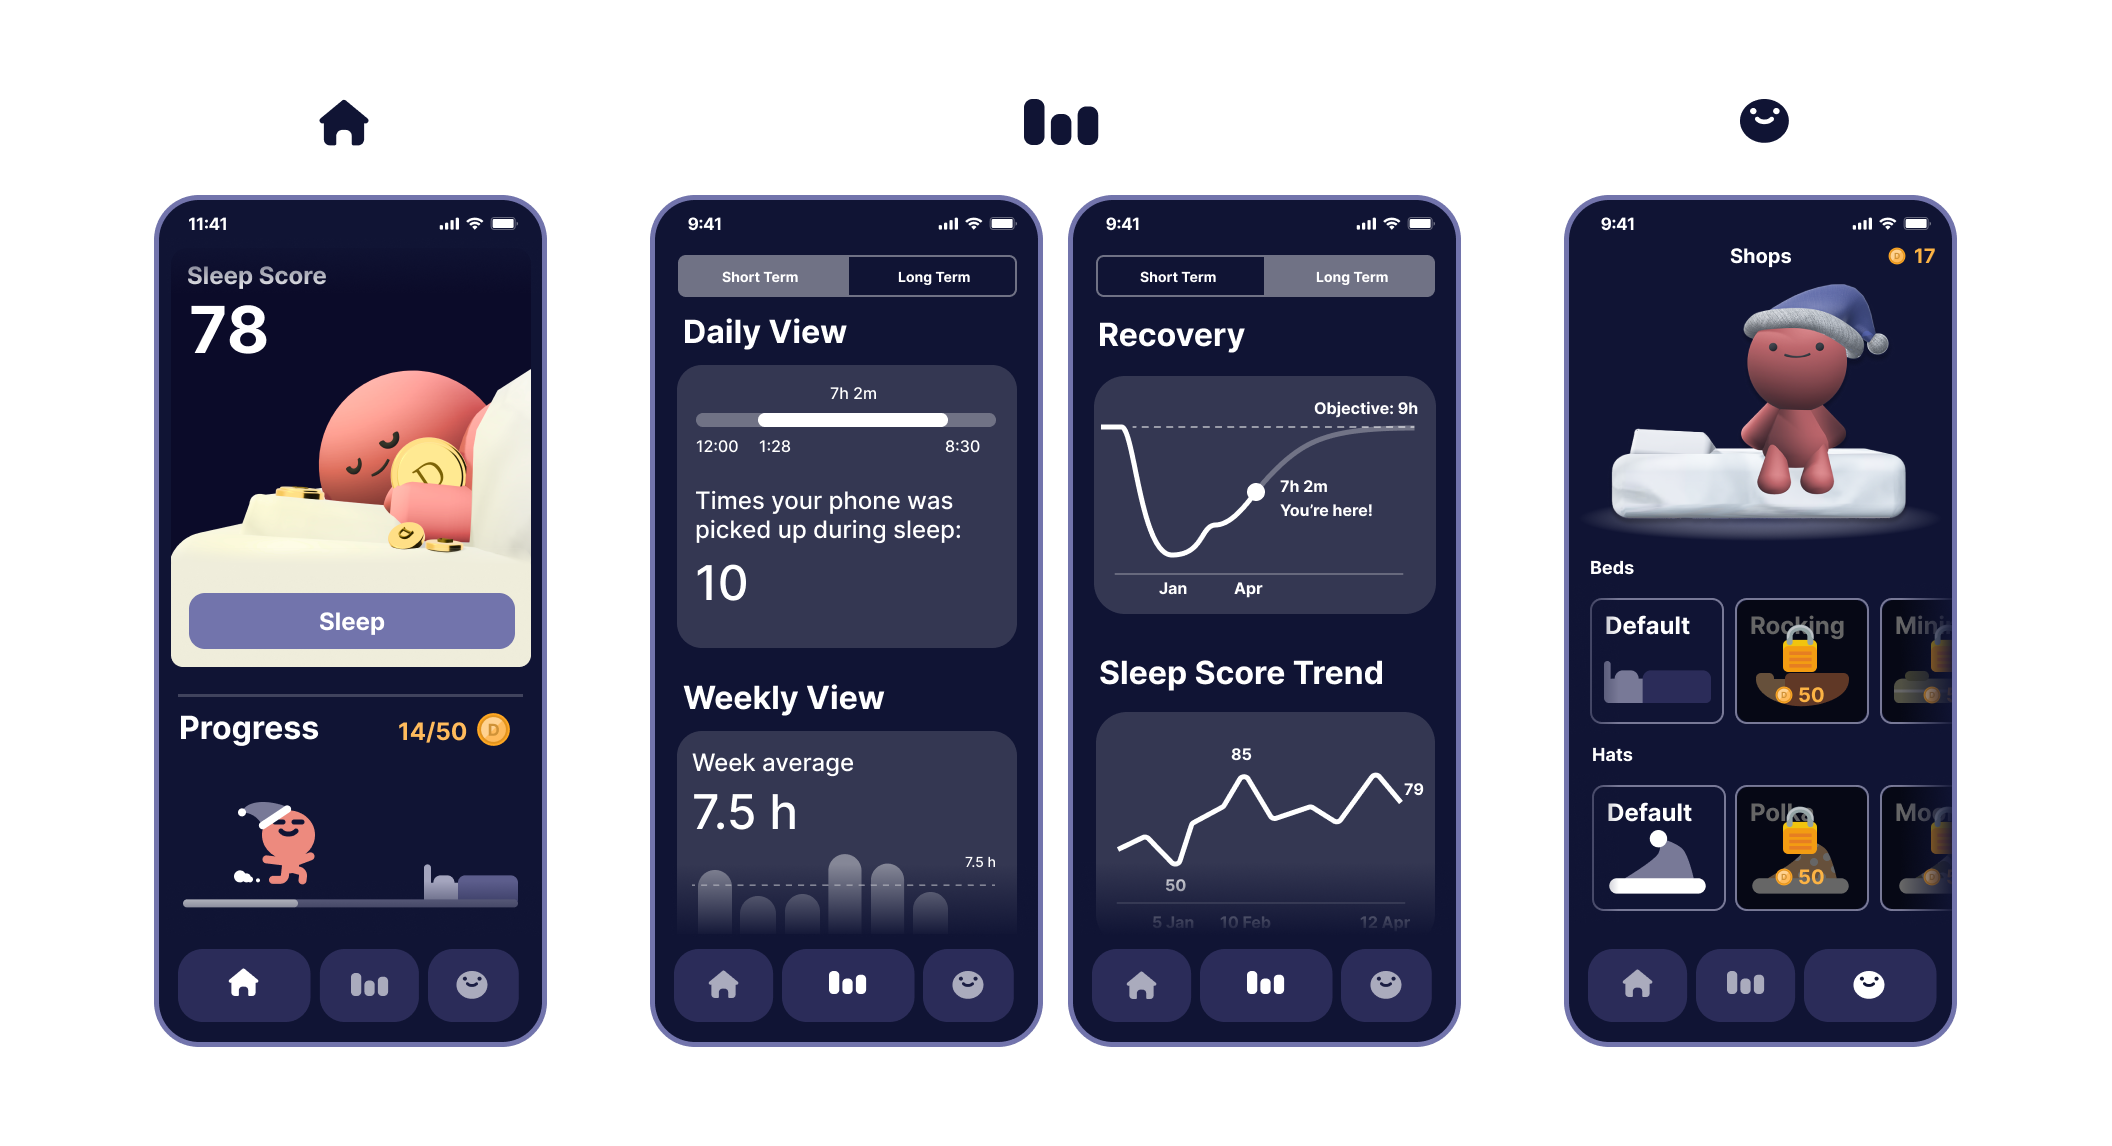 11:41
Sleep Score
78
D
D
Sleep
Progress
14/50 D
9:41
Short Term
Long Term
Daily View
7h 2m
12:00
1:28
8:30
Times your phone was
picked up during sleep:
10
Weekly View
Week average
7.5 h
7.5 h
9:41
Short Term
Long Term
Recovery
Objective: 9h
7h 2m
You're here!
Jan
Apr
Sleep Score Trend
85
79
50
5 Jan
10 Feb
12 Apr
9:41
Shops
D 17
Beds
Default
Rocking
D 50
Hats
Default
Polka
D 50